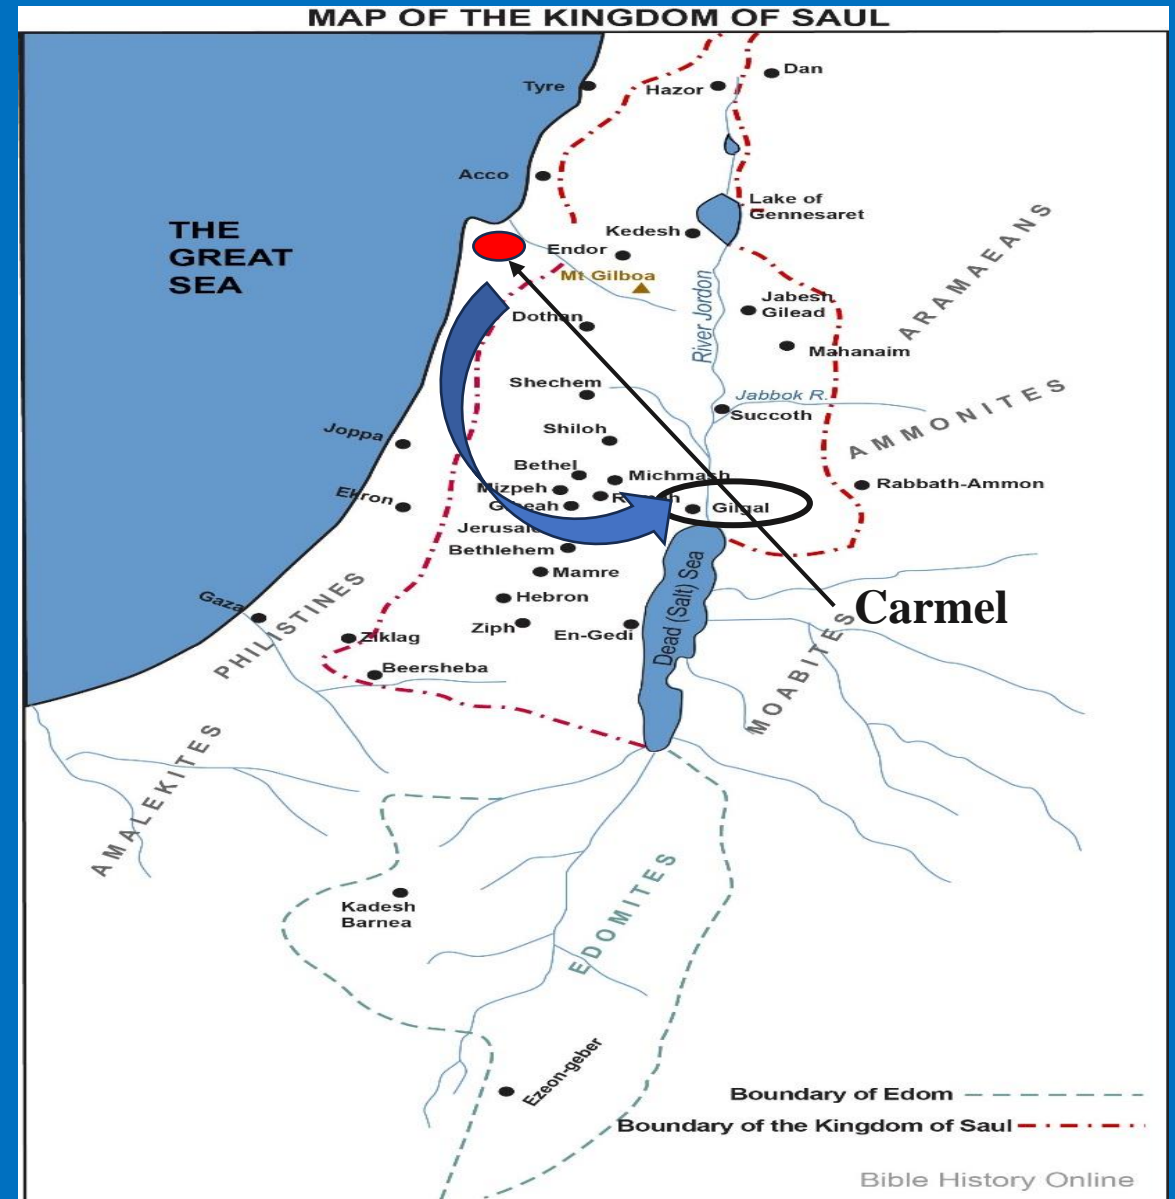 MAP OF THE KINGDOM OF SAUL
Dan
Tyre
Hazor
Acco
Lake of
Gennesaret
THE
GREAT
SEA
Kedesh
Endor
Mt Gilboa
ARAMAEANS
River Jordon
Jabesh
Gilead
Dothan
Mahanaim
Shechem
Jabbok R.
Succoth
AMMONITES
Joppa
Shiloh
Bethel
Michmash
Mizpeh
Rabbath-Ammon
Ekron
Gibeah
Gilgal
Bethlehem
Mamre
Dead (Salt) Sea
Hebron
Carmel
Gaza
PHILISTINES
Ziph
En-Gedi
Ziklag
Beersheba
MOABITES
AMALEKITES
Kadesh
Barnea
EDOMITES
Ezeon-geber
Boundary of Edom
Boundary of the Kingdom of Saul
Bible History Online